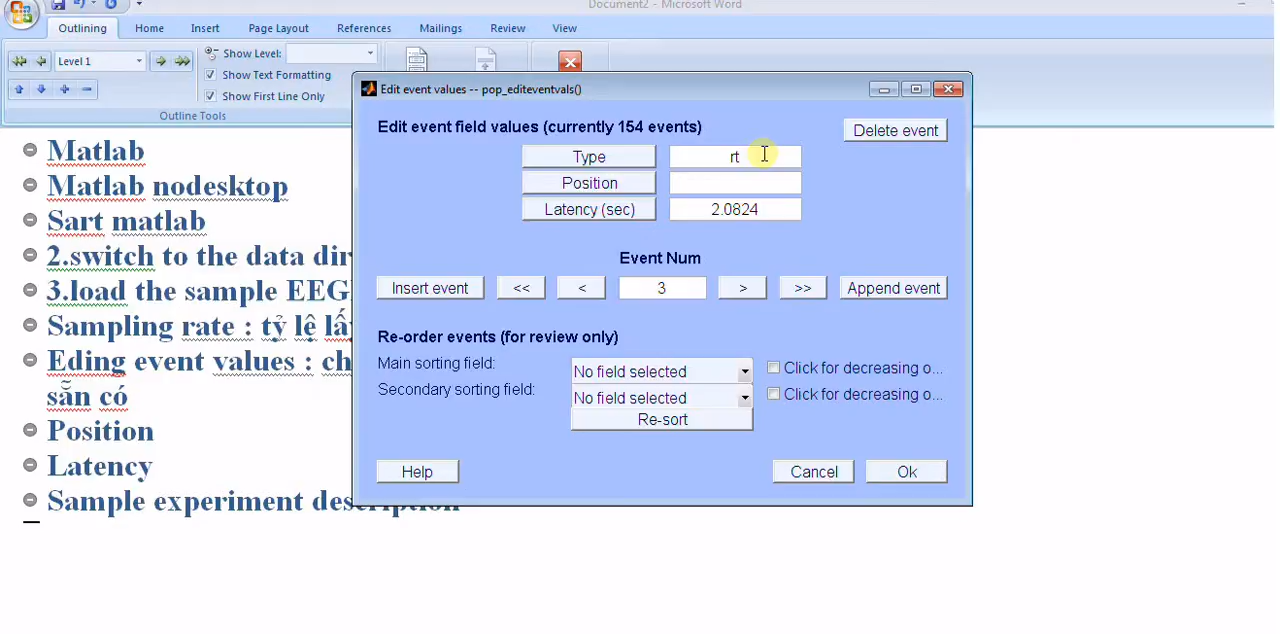 Document2 - Microsoft Word
Outlining Home Insert Page Layout References Mailings Review View
Level 1
Show Level:
Show Text Formatting
Show First Line Only
Outline Tools
Matlab
Matlab nodesktop
Sart matlab
2.switch to the data dir
3.load the sample EEG
Sampling rate : tỷ lệ lấ
Eding event values : ch
sẵn có
Position
Latency
Sample experiment description
Edit event values -- pop_editeventvals()
Edit event field values (currently 154 events)
Delete event
Type rt
Position
Latency (sec) 2.0824
Event Num
Insert event << < 3 > >> Append event
Re-order events (for review only)
Main sorting field: No field selected Click for decreasing o...
Secondary sorting field: No field selected Click for decreasing o...
Re-sort
Help Cancel Ok